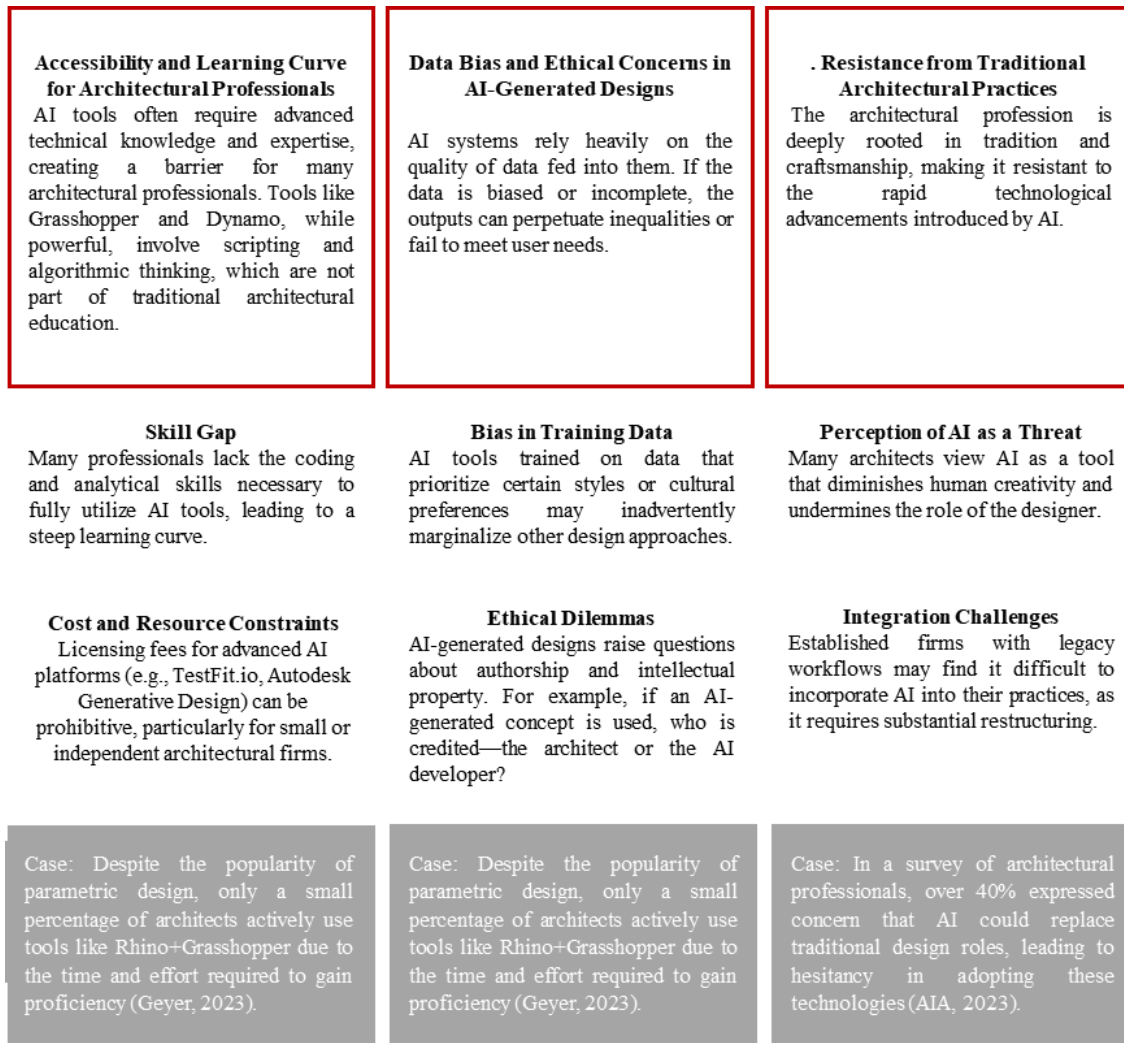 Accessibility and Learning Curve
for Architectural Professionals
AI tools often require advanced
technical knowledge and expertise,
creating a barrier for many
architectural professionals. Tools like
Grasshopper and Dynamo, while
powerful, involve scripting and
algorithmic thinking, which are not
part of traditional architectural
education.
Data Bias and Ethical Concerns in
AI-Generated Designs
AI systems rely heavily on the
quality of data fed into them. If the
data is biased or incomplete, the
outputs can perpetuate inequalities or
fail to meet user needs.
. Resistance from Traditional
Architectural Practices
The architectural profession is
deeply rooted in tradition and
craftsmanship, making it resistant to
the rapid technological
advancements introduced by AI.
Skill Gap
Many professionals lack the coding
and analytical skills necessary to
fully utilize AI tools, leading to a
steep learning curve.
Bias in Training Data
AI tools trained on data that
prioritize certain styles or cultural
preferences may inadvertently
marginalize other design approaches.
Perception of AI as a Threat
Many architects view AI as a tool
that diminishes human creativity and
undermines the role of the designer.
Cost and Resource Constraints
Licensing fees for advanced AI
platforms (e.g., TestFit.io, Autodesk
Generative Design) can be
prohibitive, particularly for small or
independent architectural firms.
Ethical Dilemmas
AI-generated designs raise questions
about authorship and intellectual
property. For example, if an AI-
generated concept is used, who is
credited—the architect or the AI
developer?
Integration Challenges
Established firms with legacy
workflows may find it difficult to
incorporate AI into their practices, as
it requires substantial restructuring.
Case: Despite the popularity of
parametric design, only a small
percentage of architects actively use
tools like Rhino+Grasshopper due to
the time and effort required to gain
proficiency (Geyer, 2023).
Case: Despite the popularity of
parametric design, only a small
percentage of architects actively use
tools like Rhino+Grasshopper due to
the time and effort required to gain
proficiency (Geyer, 2023).
Case: In a survey of architectural
professionals, over 40% expressed
concern that AI could replace
traditional design roles, leading to
hesitancy in adopting these
technologies (AIA, 2023).